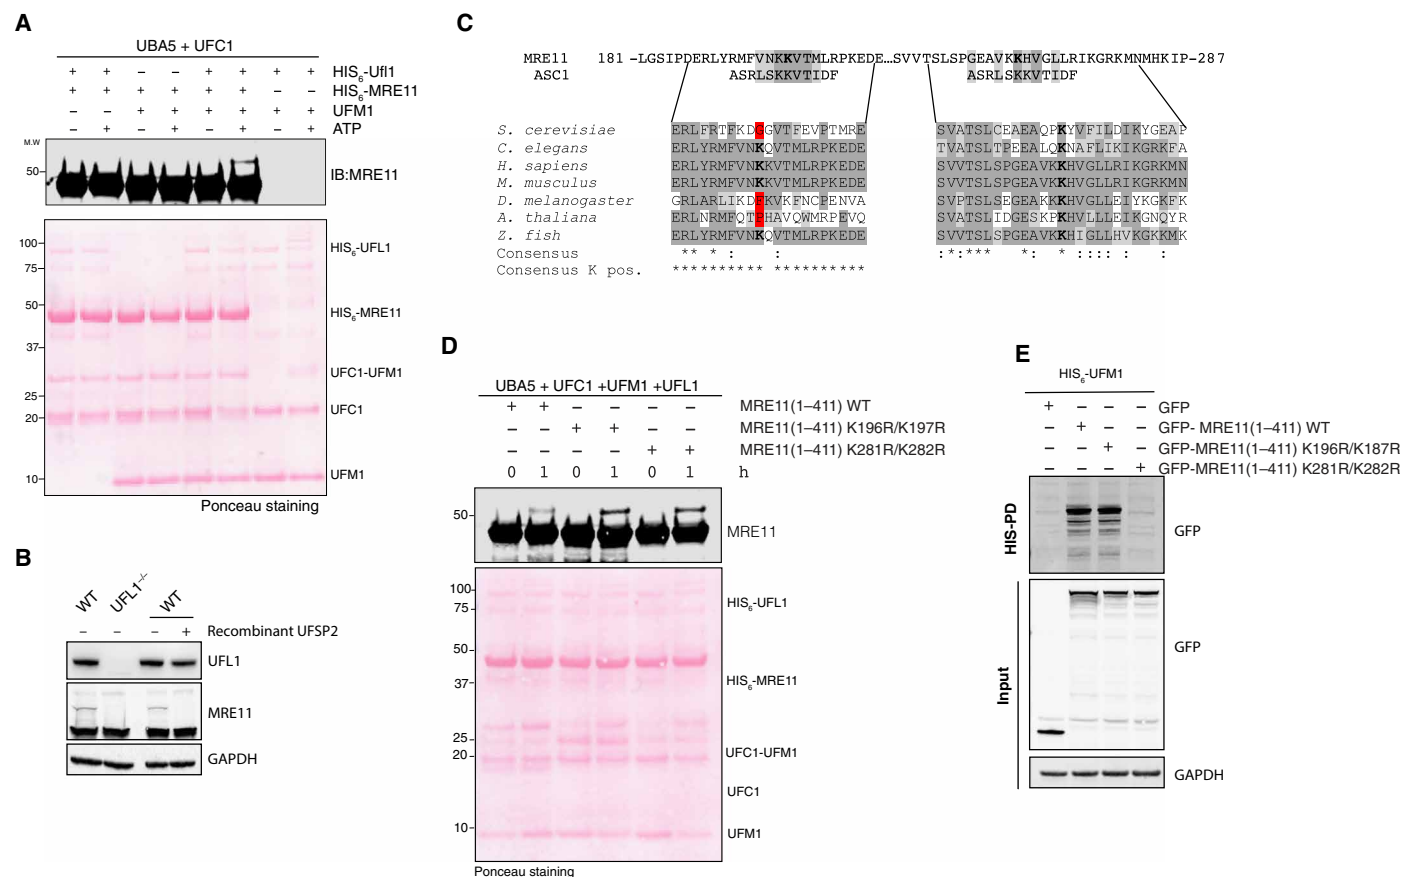 A
UBA5 + UFC1
+ + – – + + + + HIS6-Ufl1
+ + + + + + – – HIS6-MRE11
– – + + + + + + UFM1
– + – + – + – + ATP
M.W
50
IB:MRE11
100
75
50
37
25
20
10
HIS6-UFL1
HIS6-MRE11
UFC1-UFM1
UFC1
UFM1
Ponceau staining
B
WT UFL1–/– WT
– – – + Recombinant UFSP2
UFL1
MRE11
GAPDH
C
MRE11 181 -LGSIPDERLYRMFVNKKVTMLRPKEDE…SVVTSLSPGEAVKKHVGLLRIKGRKMNMHKIP-287
ASC1 ASRLSKKVTIDF ASRLSKKVTIDF
S. cerevisiae ERLFRTFKDGGVTFEVPTMRE SVATSLCEAEAQPKYVFILDIKYGEAP
C. elegans ERLYRMFVNKQVTMLRPKEDE TVATSLTPEEALQKNAFLIKIKGRKFA
H. sapiens ERLYRMFVNKKVTMLRPKEDE SVVTSLSPGEAVKKHVGLLRIKGRKMN
M. musculus ERLYRMFVNKKVTMLRPKEDE SVVTSLSPGEAVKKHVGLLRIKGRKMN
D. melanogaster GRLARLIKDFKVKFNCPENVA SVPTSLSDGEAKPKHVGLLEIYKGKFK
A. thaliana ERLNRMFQTPHAVQWMRPEVQ SVATSLIDGESKPKHVLLLEIKGNQYR
Z. fish ERLYRMFVNKQVTMLRPKEDE SVVTSLSPGEAVKKHIGLLHVKGKKMK
Consensus ** * : : :*:*** *: * :::: : :
Consensus K pos. ********* **********
D
UBA5 + UFC1 +UFM1 +UFL1
+ + – – – – MRE11(1–411) WT
– – + + – – MRE11(1–411) K196R/K197R
– – – – + + MRE11(1–411) K281R/K282R
0 1 0 1 0 1 h
50
MRE11
100
75
50
37
25
20
10
HIS6-UFL1
HIS6-MRE11
UFC1-UFM1
UFC1
UFM1
Ponceau staining
E
HIS6-UFM1
+ – – – GFP
– + – – GFP- MRE11(1–411) WT
– – + – GFP-MRE11(1–411) K196R/K187R
– – – + GFP-MRE11(1–411) K281R/K282R
HIS-PD
GFP
Input
GFP
GAPDH